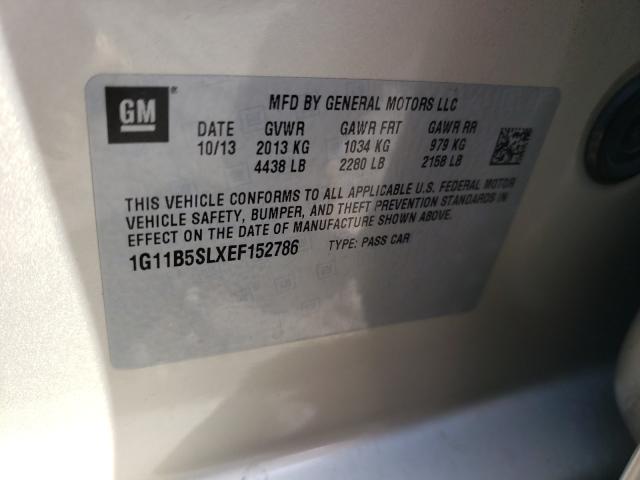 GM®
MFD BY GENERAL MOTORS LLC
DATE GVWR GAWR FRT GAWR RR
10/13 2013 KG 1034 KG 979 KG
4438 LB 2280 LB 2158 LB
THIS VEHICLE CONFORMS TO ALL APPLICABLE U.S. FEDERAL MOTOR
VEHICLE SAFETY, BUMPER, AND THEFT PREVENTION STANDARDS IN
EFFECT ON THE DATE OF MANUFACTURE SHOWN ABOVE.
1G11B5SLXEF152786 TYPE: PASS CAR